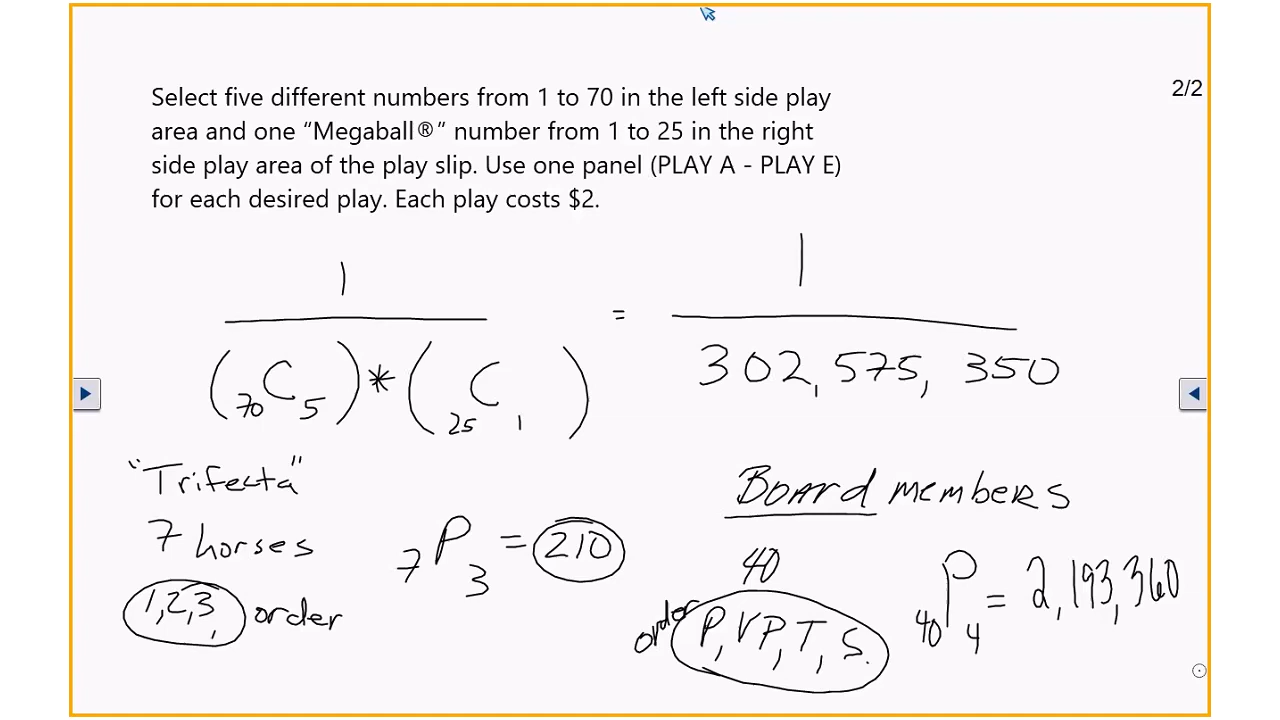 2/2
Select five different numbers from 1 to 70 in the left side play
area and one “Megaball®” number from 1 to 25 in the right
side play area of the play slip. Use one panel (PLAY A - PLAY E)
for each desired play. Each play costs $2.
1 / (70C5) * (25C1) = 1 / 302,575,350
"Trifecta"
7 horses
1,2,3, order
7P3 = 210
Board members
40
order P, VP, T, S.
40P4 = 2,193,360